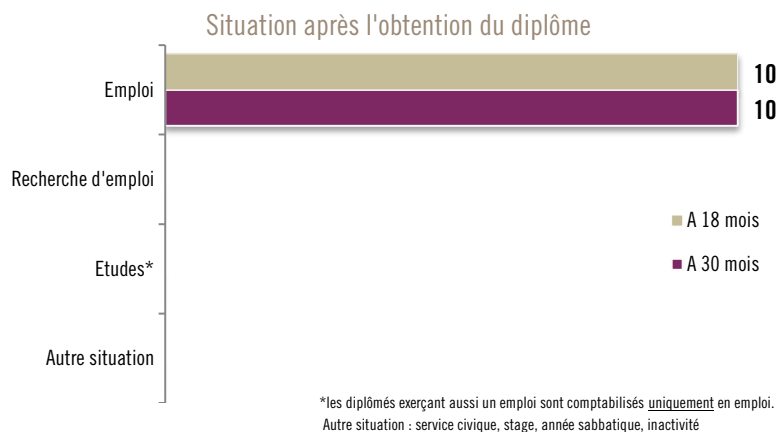 Situation après l'obtention du diplôme
Emploi
10
10
Recherche d'emploi
Etudes*
Autre situation
A 18 mois
A 30 mois
*les diplômés exerçant aussi un emploi sont comptabilisés uniquement en emploi.
Autre situation : service civique, stage, année sabbatique, inactivité